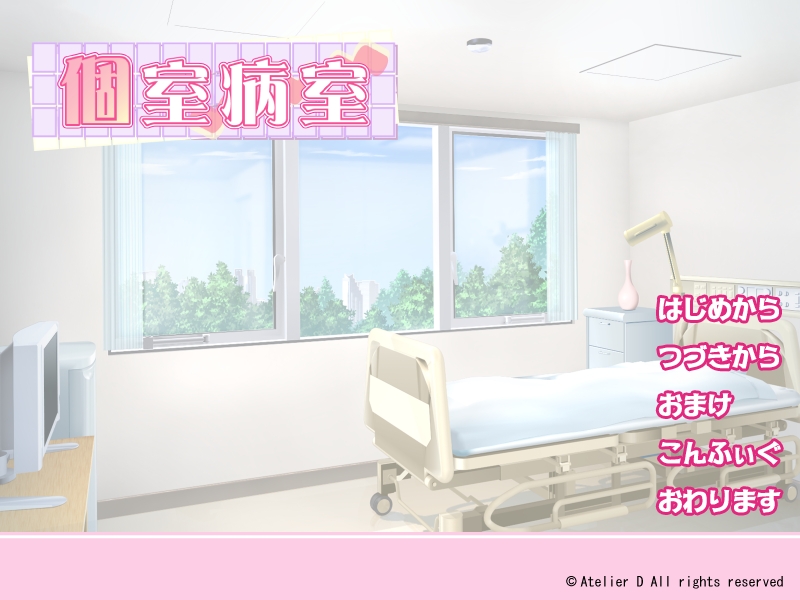 個室病室
はじめから
つづきから
おまけ
こんふぃぐ
おわります
©Atelier D All rights reserved